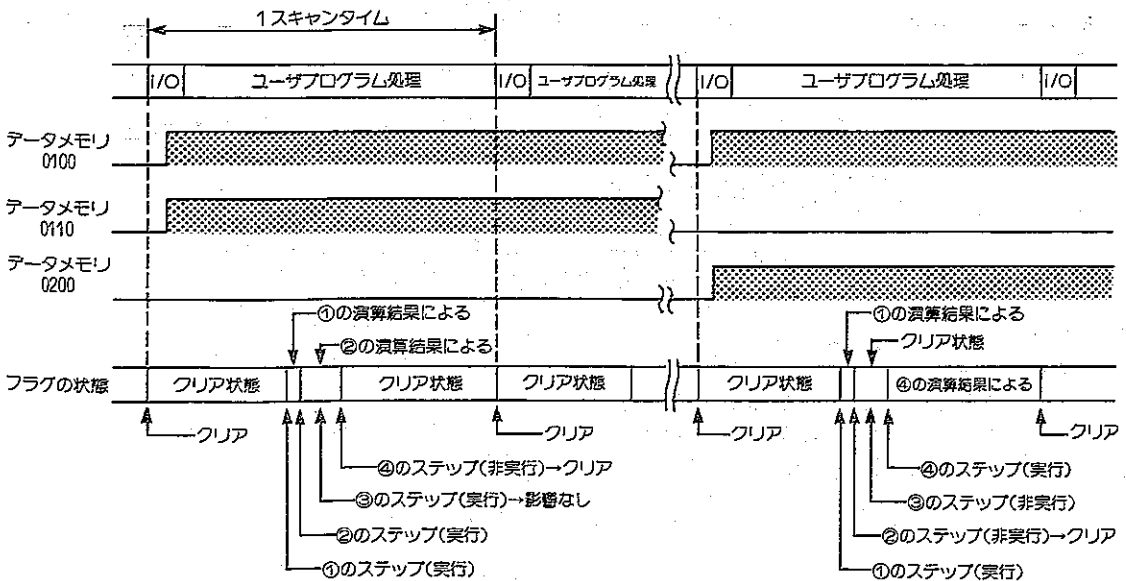 1スキャンタイム
I/O ユーザプログラム処理 I/O ユーザプログラム処理 I/O ユーザプログラム処理 I/O
データメモリ
0100
データメモリ
0110
データメモリ
0200
①の演算結果による ①の演算結果による
②の演算結果による クリア状態
フラグの状態 クリア状態 クリア状態 クリア状態 クリア状態 ④の演算結果による
クリア クリア クリア クリア
④のステップ(非実行)→クリア ④のステップ(実行)
③のステップ(実行)→影響なし ③のステップ(非実行)
②のステップ(実行) ②のステップ(非実行)→クリア
①のステップ(実行) ①のステップ(実行)